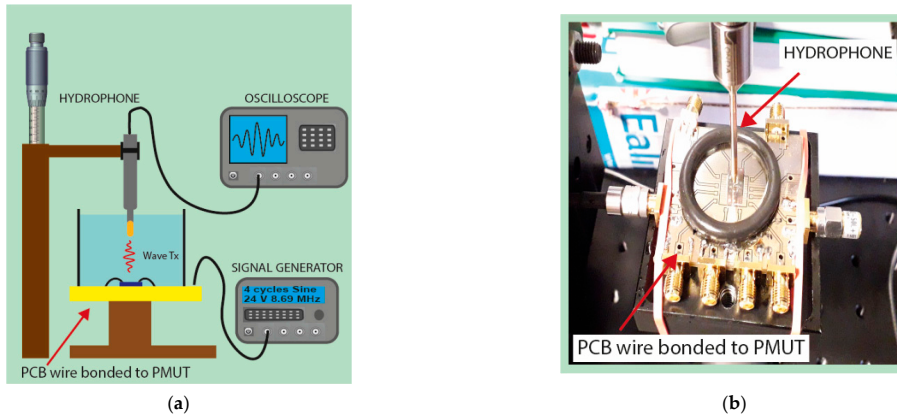 HYDROPHONE
OSCILLOSCOPE
Wave Tx
SIGNAL GENERATOR
4 cycles Sine
24 V 8.69 MHz
PCB wire bonded to PMUT
(a)
HYDROPHONE
Eali
PCB wire bonded to PMUT
(b)